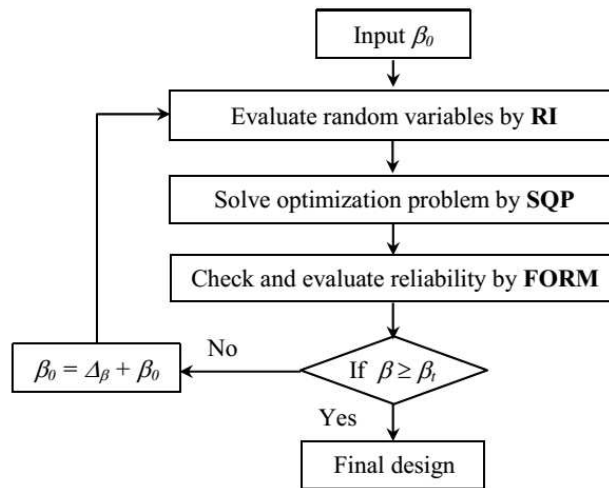 Input β₀
Evaluate random variables by RI
Solve optimization problem by SQP
Check and evaluate reliability by FORM
No
β₀ = Δᵦ + β₀
If β ≥ βₜ
Yes
Final design